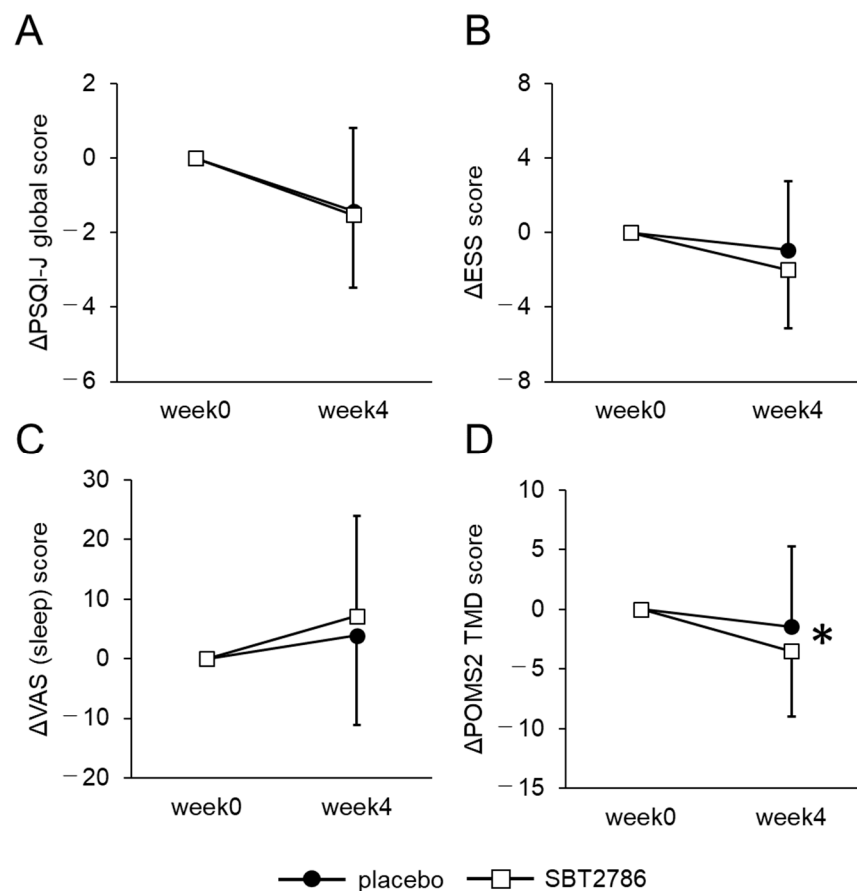 A
ΔPSQI-J global score
2
0
−2
−4
−6
week0 week4
B
ΔESS score
8
4
0
−4
−8
week0 week4
C
ΔVAS (sleep) score
30
20
10
0
−10
−20
week0 week4
D
ΔPOMS2 TMD score
10
5
0
−5
−10
−15
*
week0 week4
placebo SBT2786